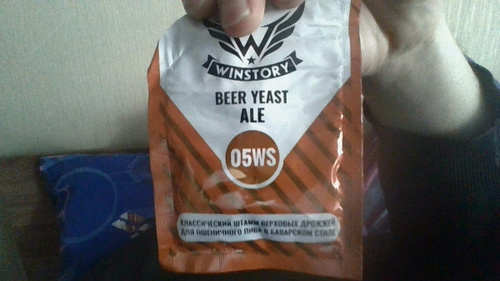 WINSTORY
BEER YEAST
ALE
05WS
КЛАССИЧЕСКИЙ ШТАММ ВЕРХОВЫХ ДРОЖЖЕЙ
ДЛЯ ПШЕНИЧНОГО ПИВА В БАВАРСКОМ СТИЛЕ